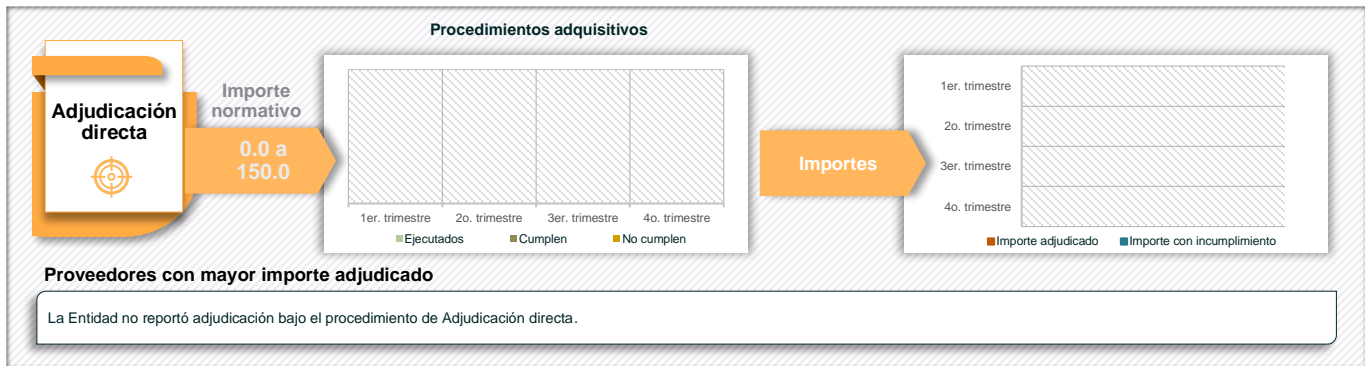 Procedimientos adquisitivos
Adjudicación
directa
Importe
normativo
0.0 a
150.0
1er. trimestre 2o. trimestre 3er. trimestre 4o. trimestre
Ejecutados Cumplen No cumplen
Importes
1er. trimestre
2o. trimestre
3er. trimestre
4o. trimestre
Importe adjudicado Importe con incumplimiento
Proveedores con mayor importe adjudicado
La Entidad no reportó adjudicación bajo el procedimiento de Adjudicación directa.